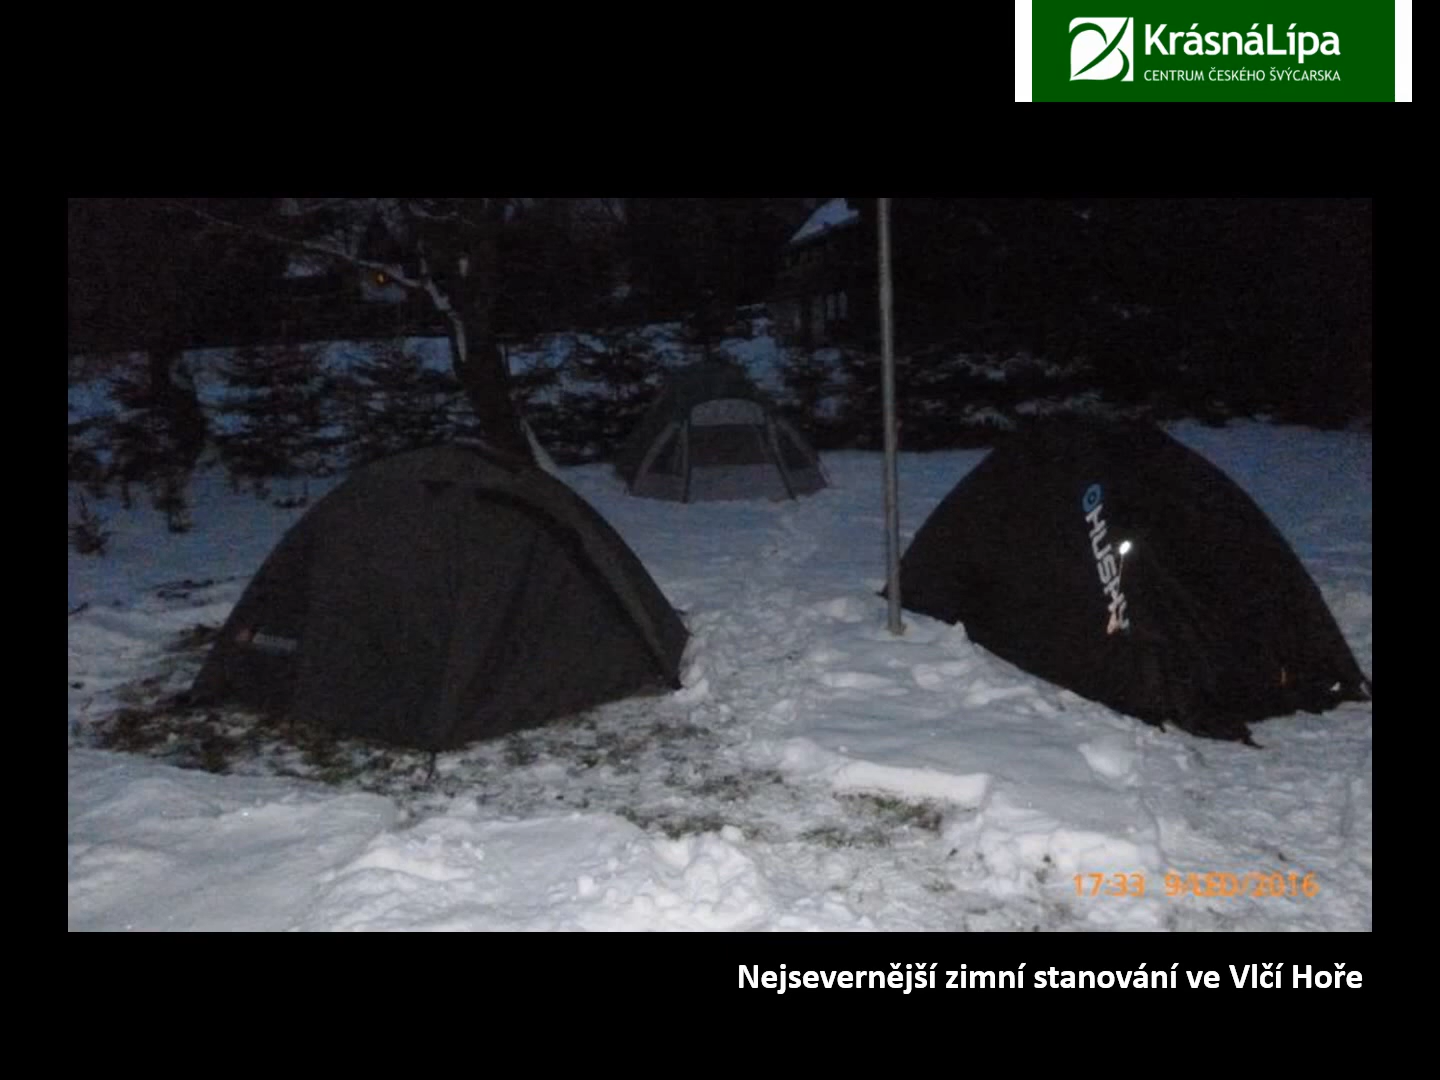 KrásnáLípa
CENTRUM ČESKÉHO ŠVÝCARSKA
HUSKY
17:33 9/LED/2016
Nejsevernější zimní stanování ve Vlčí Hoře